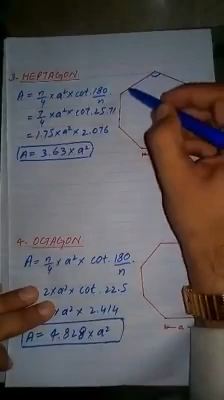 3. HEPTAGON
A = n/4 × a² × cot. 180/n
= 7/4 × a² × cot 25.71
= 1.75 × a² × 2.076
A = 3.63 × a²
4. OCTAGON
A = n/4 × a² × cot 180/n.
2 × a² × cot. 22.5
× a² × 2.414
A = 4.828 × a²
a